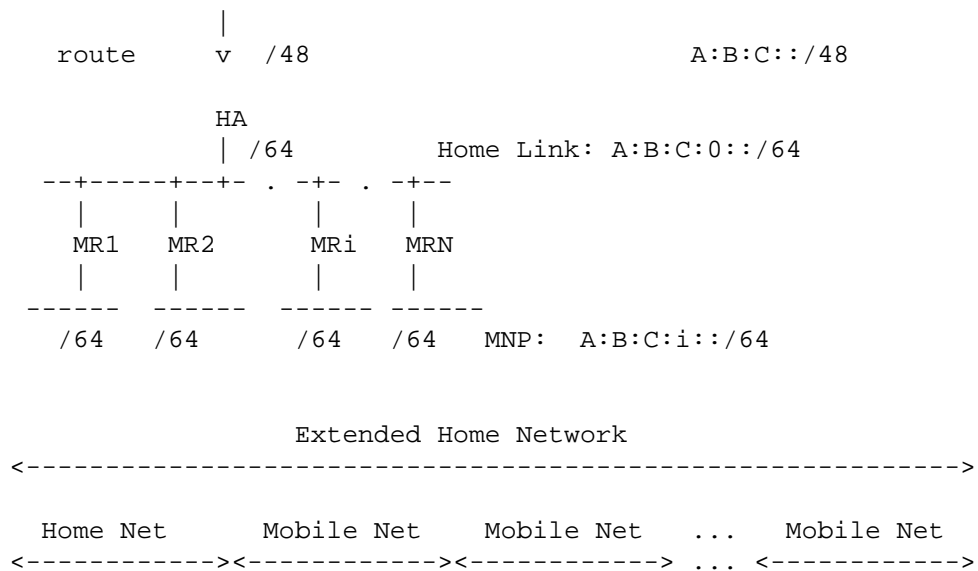 |
route v /48 A:B:C::/48
HA
| /64 Home Link: A:B:C:0::/64
--+-----+--+- . -+- . -+--
| | | |
MR1 MR2 MRi MRN
| | | |
------ ------ ------ ------
/64 /64 /64 /64 MNP: A:B:C:i::/64
Extended Home Network
<----------------------------------------------------------->
Home Net Mobile Net Mobile Net ... Mobile Net
<------------><------------><------------> ... <------------>